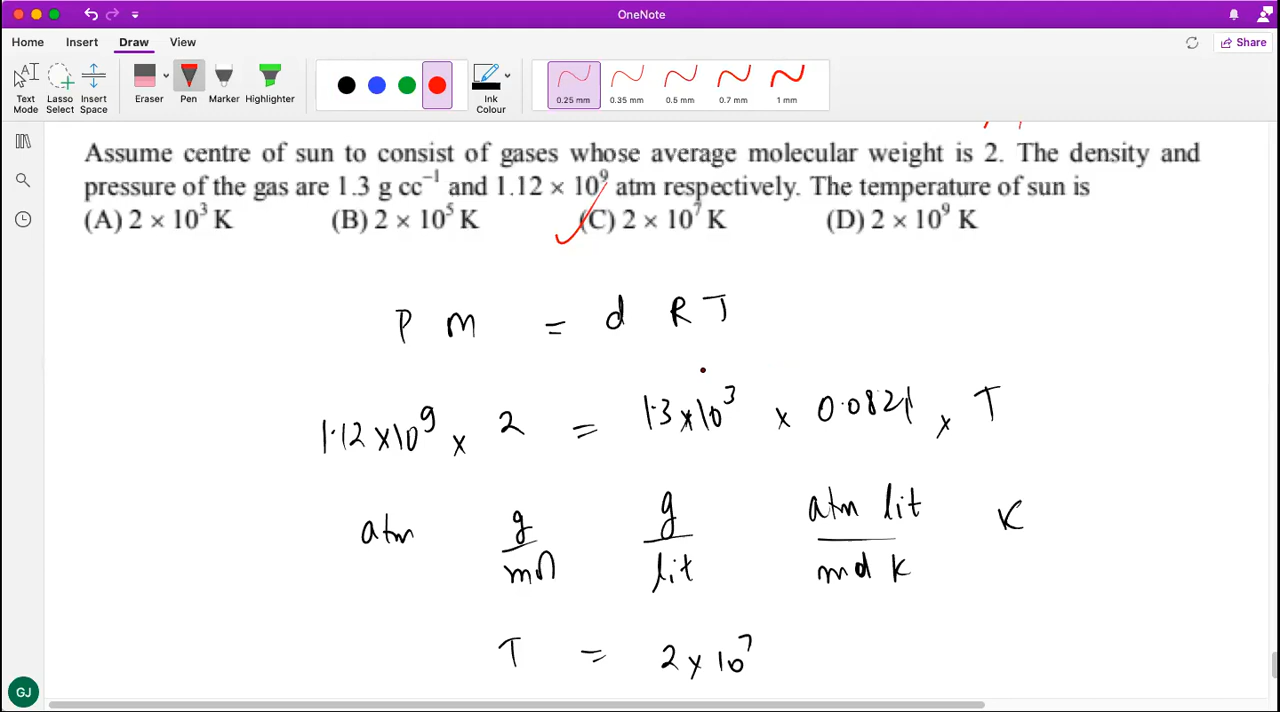 OneNote
Home Insert Draw View
Share
Text Mode Lasso Select Insert Space Eraser Pen Marker Highlighter Ink Colour 0.25 mm 0.35 mm 0.5 mm 0.7 mm 1 mm
Assume centre of sun to consist of gases whose average molecular weight is 2. The density and
pressure of the gas are 1.3 g cc⁻¹ and 1.12 × 10⁹ atm respectively. The temperature of sun is
(A) 2 × 10³ K (B) 2 × 10⁵ K (C) 2 × 10⁷ K (D) 2 × 10⁹ K
P M = d R T
1.12 × 10⁹ × 2 = 1.3 × 10³ × 0.0821 × T
atm g/mol g/lit atm lit/mol K K
T = 2 × 10⁷
GJ